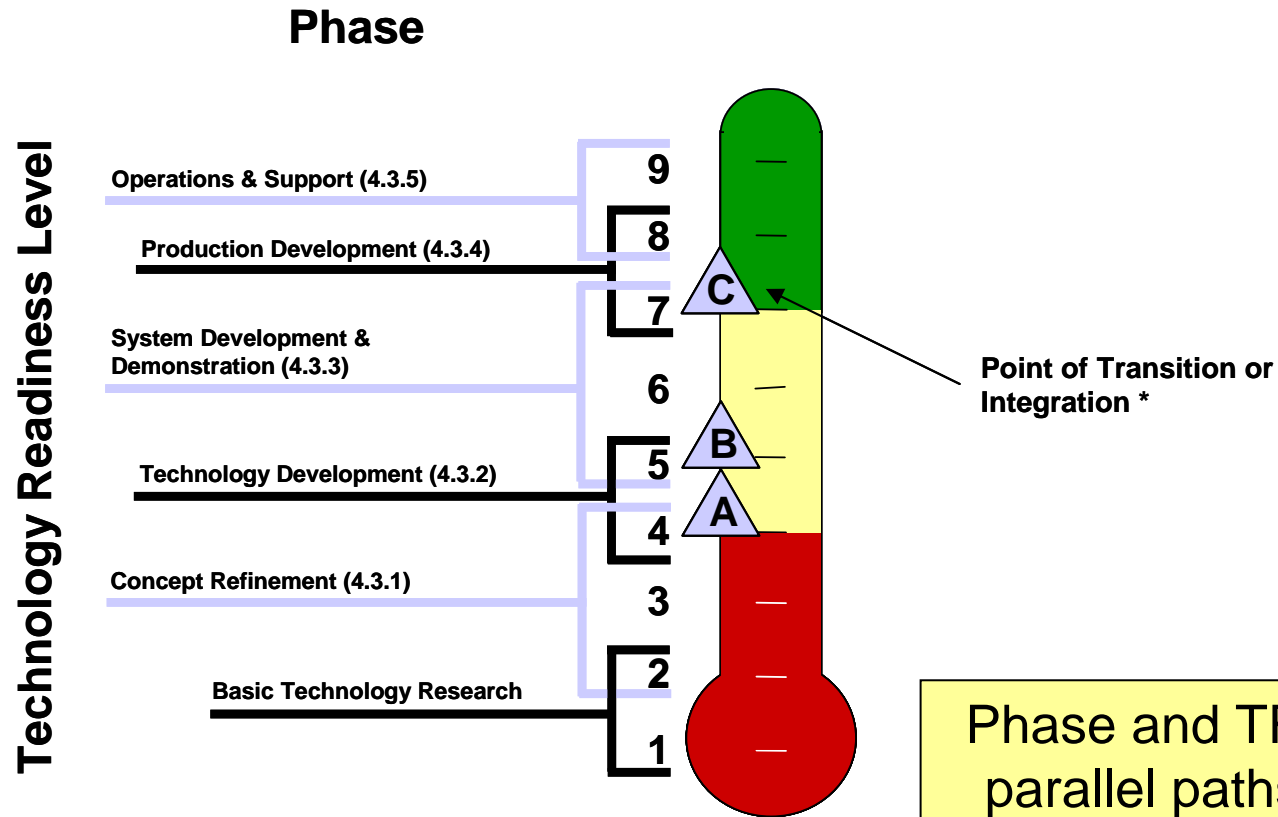 Phase
Technology Readiness Level
Operations & Support (4.3.5)
9
Production Development (4.3.4)
8
C
7
System Development &
Demonstration (4.3.3)
Point of Transition or
Integration *
6
B
5
Technology Development (4.3.2)
A
4
Concept Refinement (4.3.1)
3
2
Basic Technology Research
1
Phase and
parallel paths